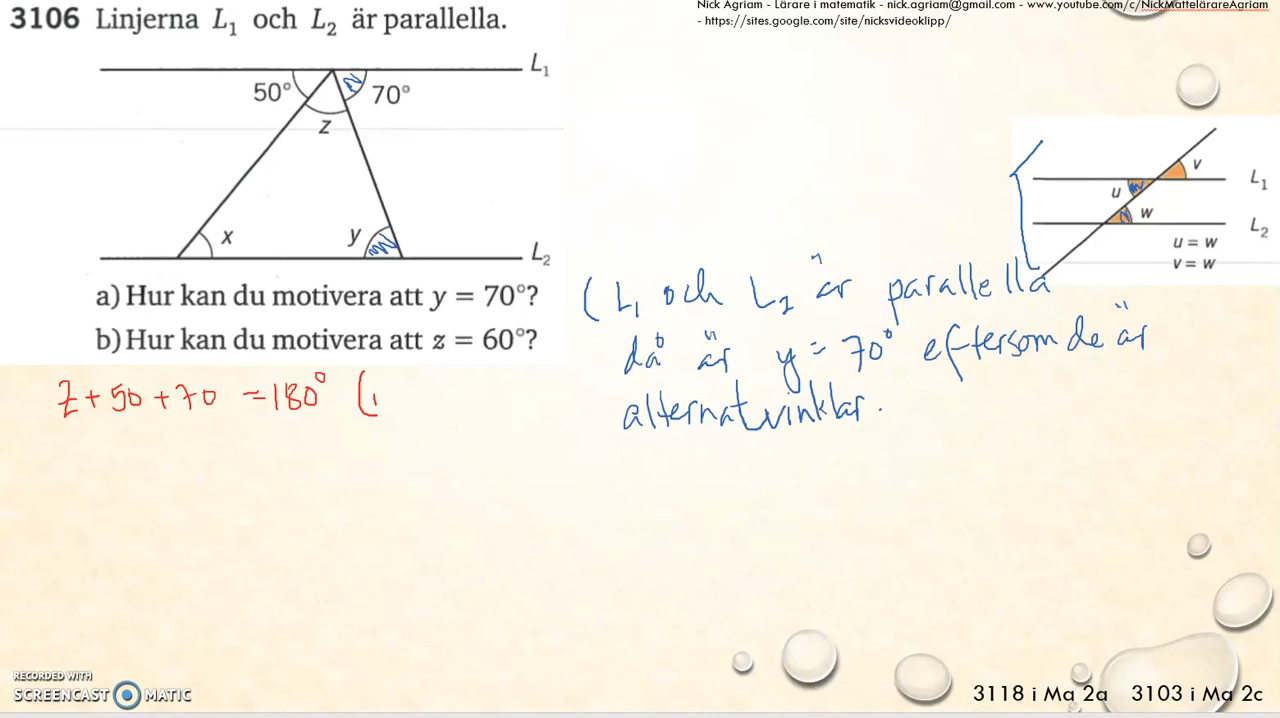 3106 Linjerna L₁ och L₂ är parallella.
Nick Agriam - Lärare i matematik - nick.agriam@gmail.com - www.youtube.com/c/NickMattelärareAgriam
- https://sites.google.com/site/nicksvideoklipp/
L₁
50°
70°
z
x
y
L₂
a) Hur kan du motivera att y = 70°?
b) Hur kan du motivera att z = 60°?
v
L₁
u
w
L₂
u = w
v = w
(L₁ och L₂ är parallella
då är y = 70° eftersom de är
alternatvinklar.
z + 50 + 70 = 180° (
RECORDED WITH
SCREENCAST MATIC
3118 i Ma 2a 3103 i Ma 2c